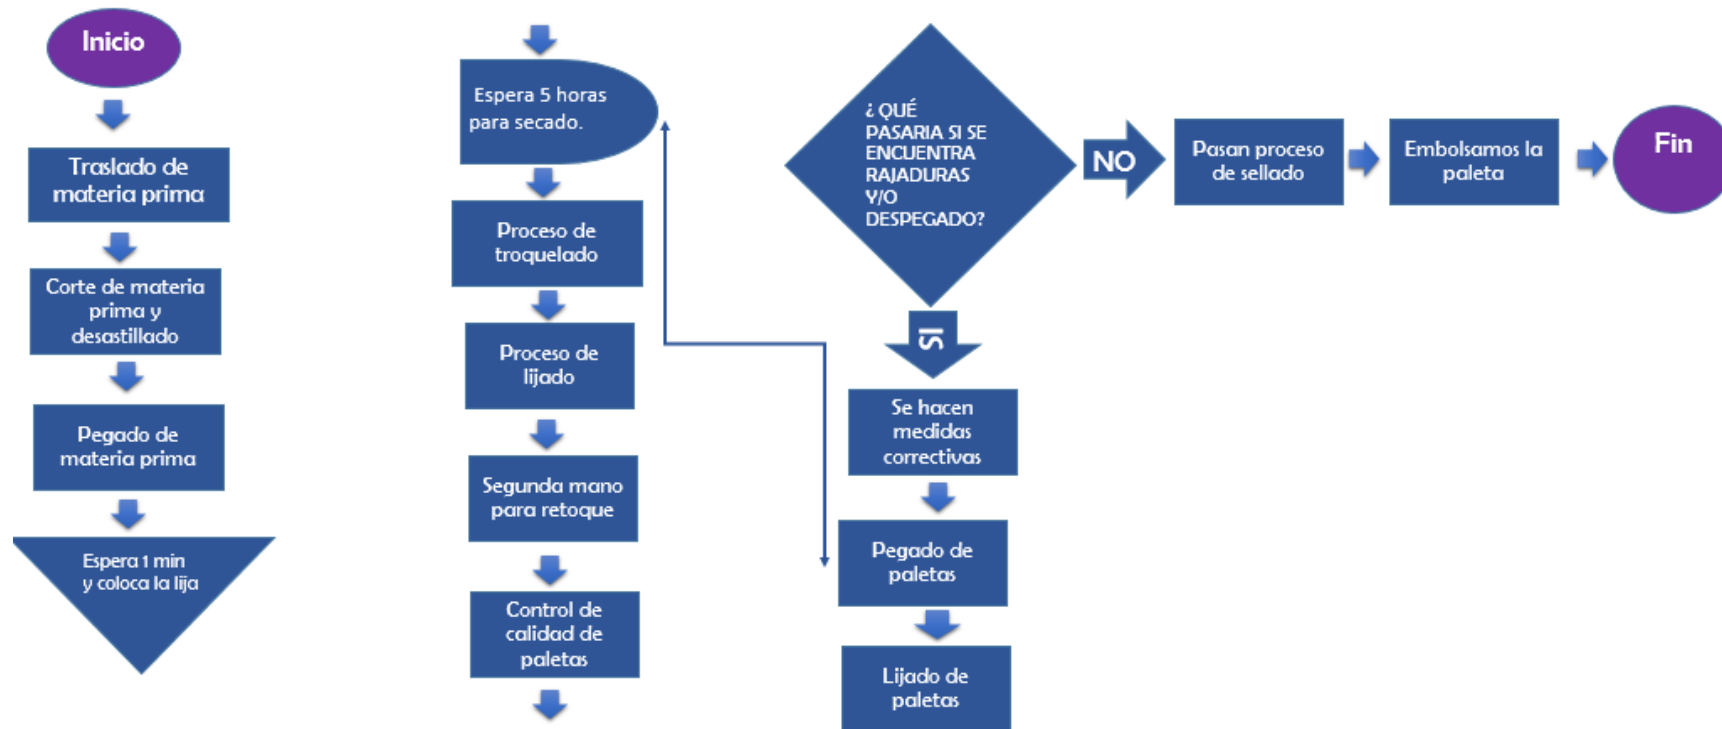 Inicio
Traslado de
materia prima
Corte de materia
prima y
desastillado
Pegado de
materia prima
Espera 1 min
y coloca la lija
Espera 5 horas
para secado.
Proceso de
troquelado
Proceso de
lijado
Segunda mano
para retoque
Control de
calidad de
paletas
¿ QUÉ
PASARIA SI SE
ENCUENTRA
RAJADURAS
Y/O
DESPEGADO?
NO
Pasan proceso
de sellado
Embolsamos la
paleta
Fin
SI
Se hacen
medidas
correctivas
Pegado de
paletas
Lijado de
paletas